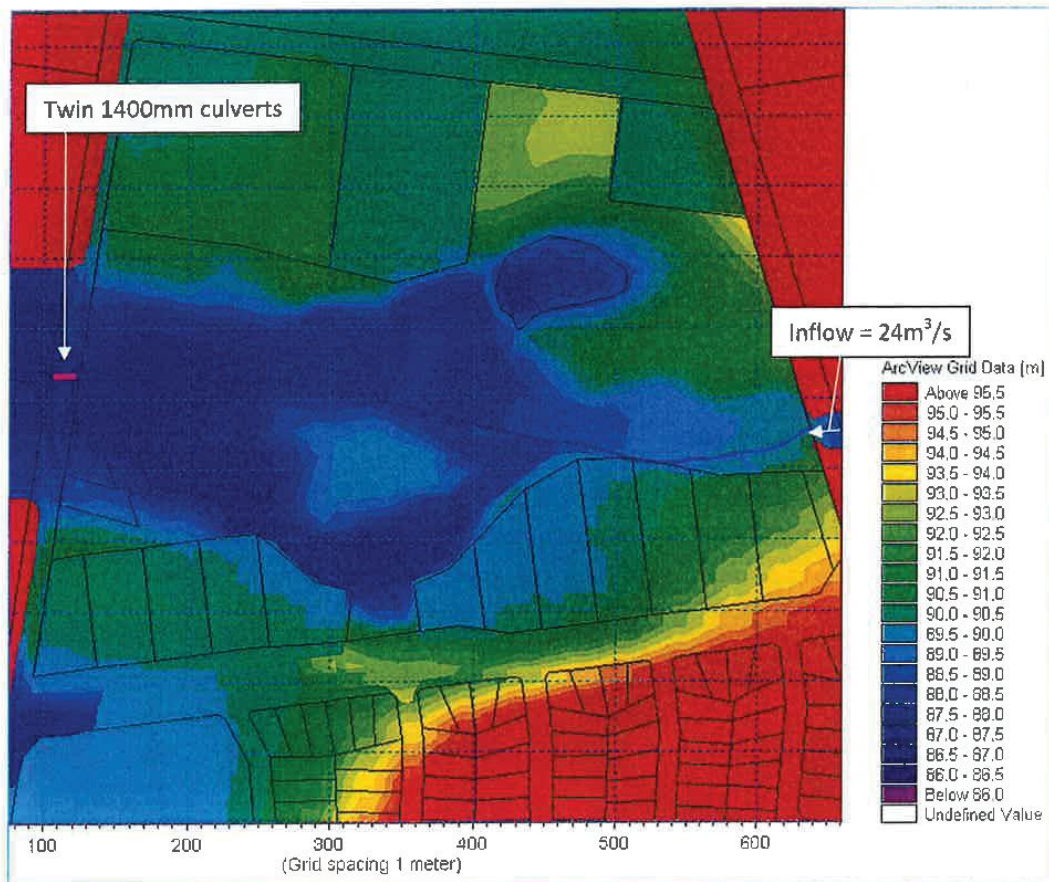 Twin 1400mm culverts
Inflow = 24m³/s
ArcView Grid Data [m]
Above 95.5
95.0 - 95.5
94.5 - 95.0
94.0 - 94.5
93.5 - 94.0
93.0 - 93.5
92.5 - 93.0
92.0 - 92.5
91.5 - 92.0
91.0 - 91.5
90.5 - 91.0
90.0 - 90.5
89.5 - 90.0
89.0 - 89.5
88.5 - 89.0
88.0 - 88.5
87.5 - 88.0
87.0 - 87.5
86.5 - 87.0
86.0 - 86.5
Below 86.0
Undefined Value
100 200 300 400 500 600
(Grid spacing 1 meter)